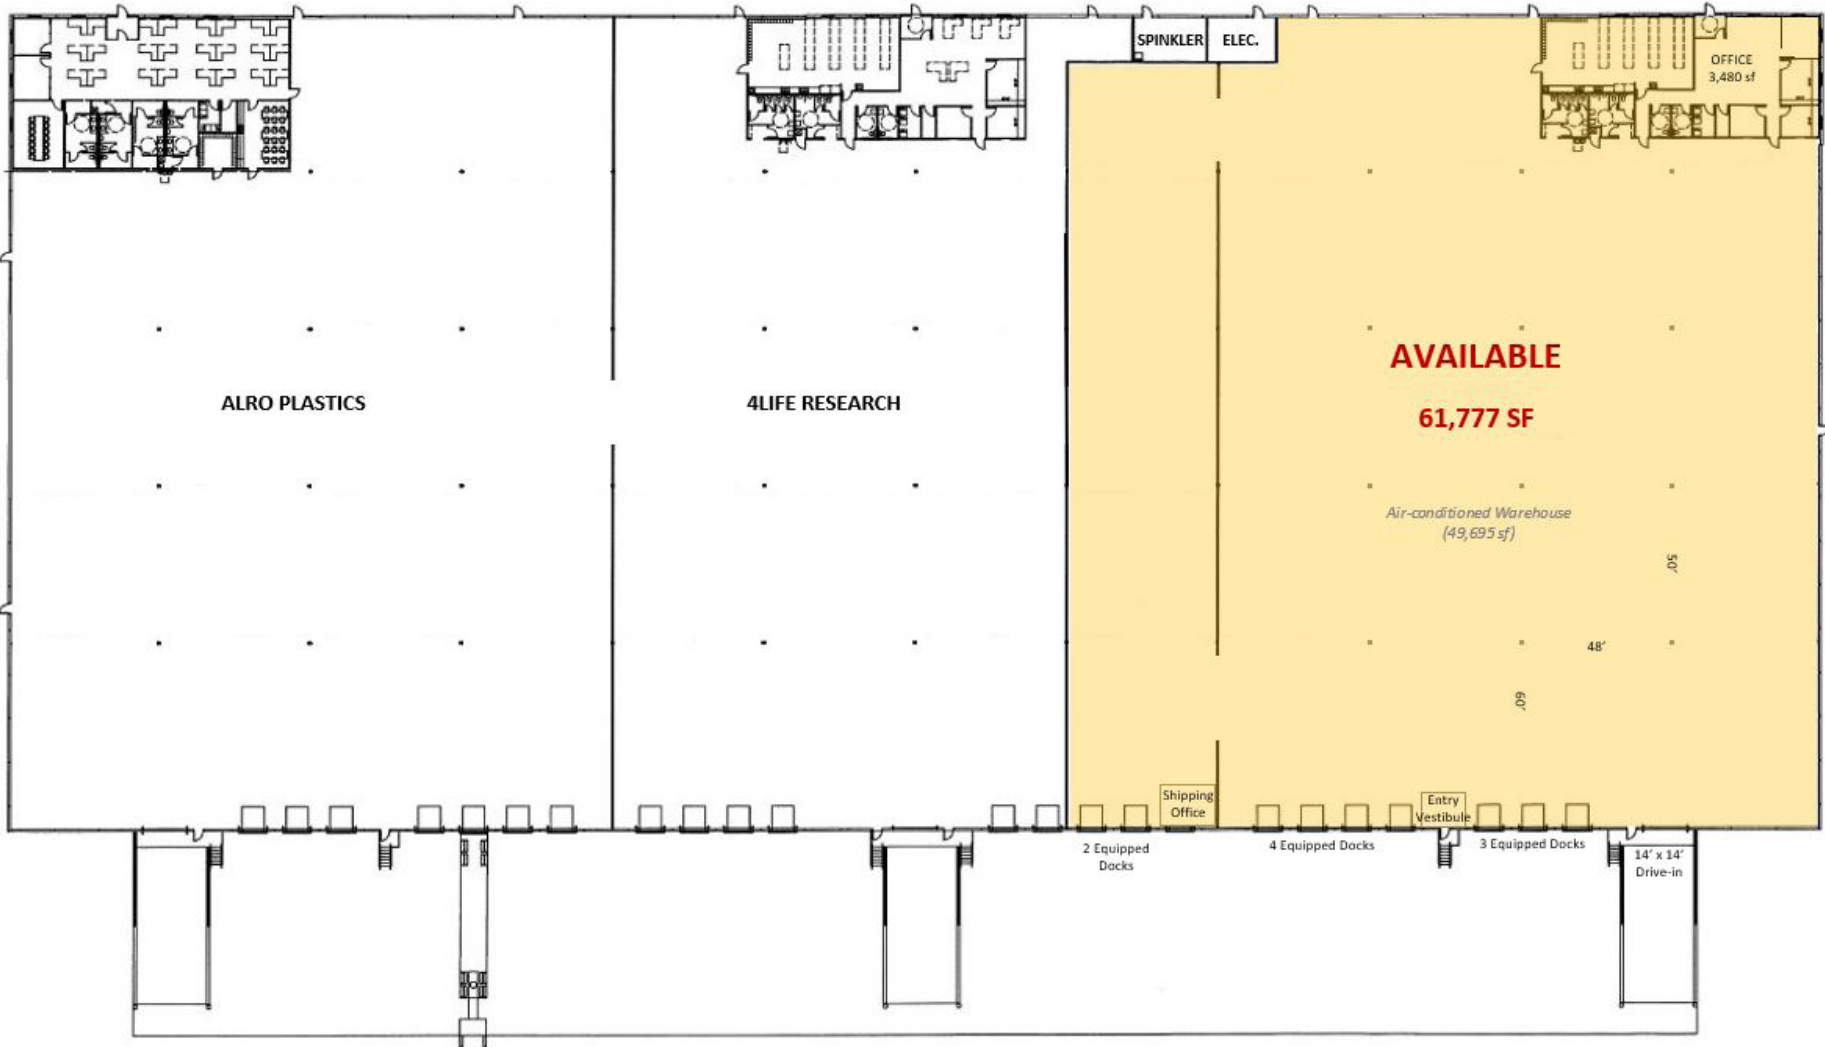 SPINKLER
ELEC.
OFFICE
3,480 sf
AVAILABLE
61,777 SF
ALRO PLASTICS
4LIFE RESEARCH
Air-conditioned Warehouse
(49,695 sf)
50'
48'
60'
Shipping
Office
Entry
Vestibule
2 Equipped
Docks
4 Equipped Docks
3 Equipped Docks
14' x 14'
Drive-in